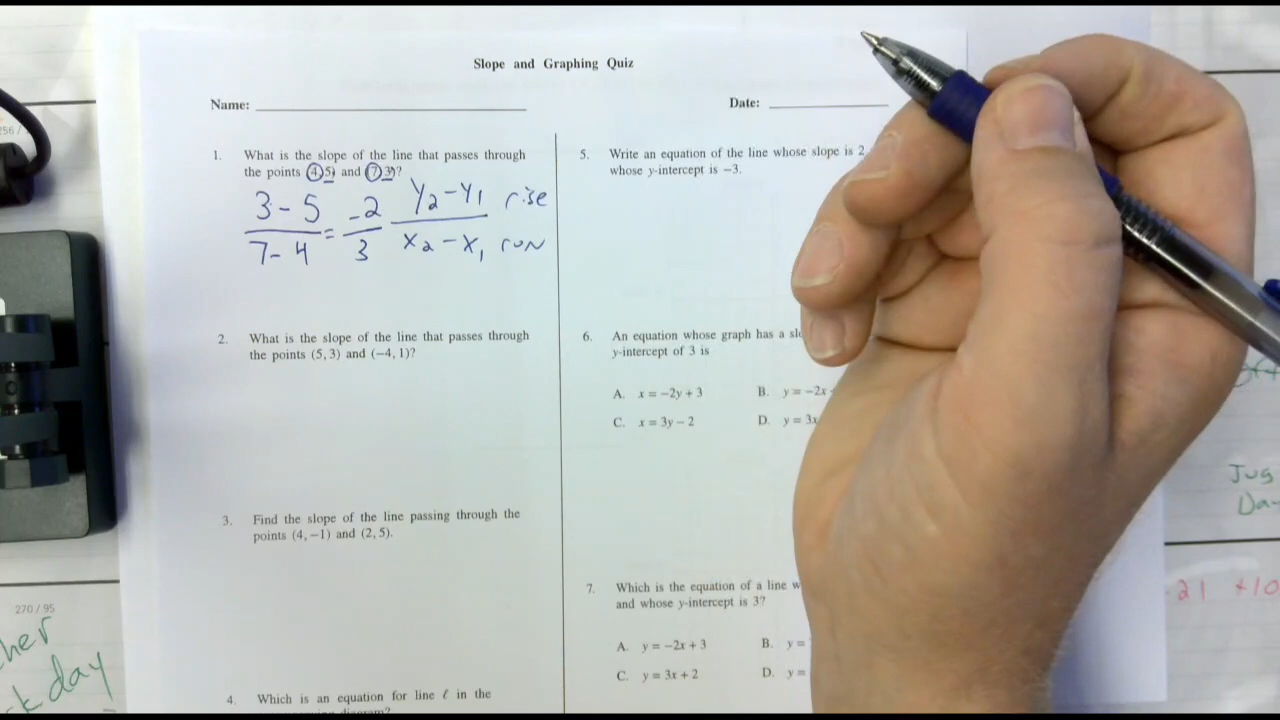 Slope and Graphing Quiz
Name: Date:
1. What is the slope of the line that passes through
the points (4,5) and (7,3)?
3 - 5 = -2 y2 - y1 rise
7 - 4 3 x2 - x1 run
2. What is the slope of the line that passes through
the points (5, 3) and (−4, 1)?
3. Find the slope of the line passing through the
points (4, −1) and (2, 5).
4. Which is an equation for line ℓ in the
5. Write an equation of the line whose slope is 2
whose y-intercept is −3.
6. An equation whose graph has a
y-intercept of 3 is
A. x = −2y + 3 B. y = −2x
C. x = 3y − 2 D. y = 3x
7. Which is the equation of a line
and whose y-intercept is 3?
A. y = −2x + 3 B. y =
C. y = 3x + 2 D. y =
256 /
270 / 95
day
Jug
Da
21 +10